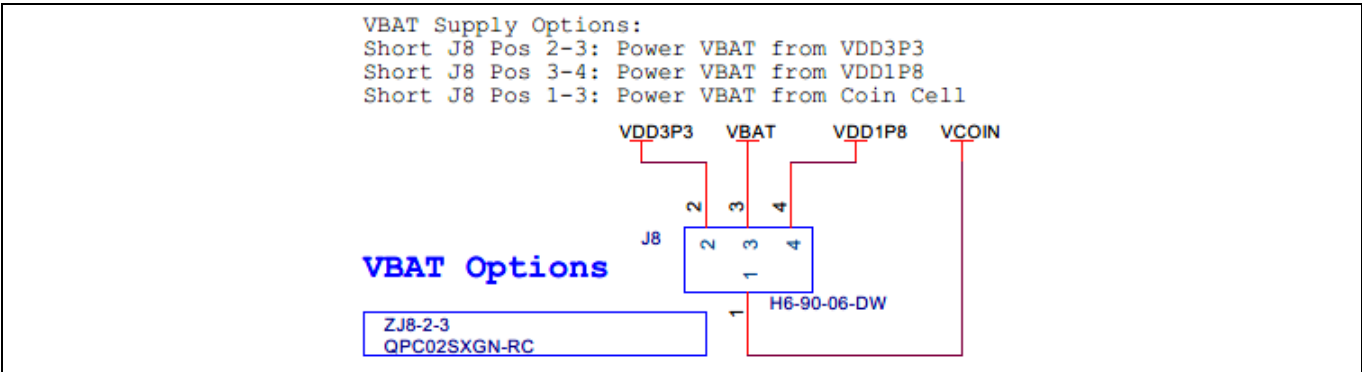 VBAT Supply Options:
Short J8 Pos 2-3: Power VBAT from VDD3P3
Short J8 Pos 3-4: Power VBAT from VDD1P8
Short J8 Pos 1-3: Power VBAT from Coin Cell
VDD3P3 VBAT VDD1P8 VCOIN
2 3 4
J8
2 3 4
1
VBAT Options
H6-90-06-DW
1
ZJ8-2-3
QPC02SXGN-RC